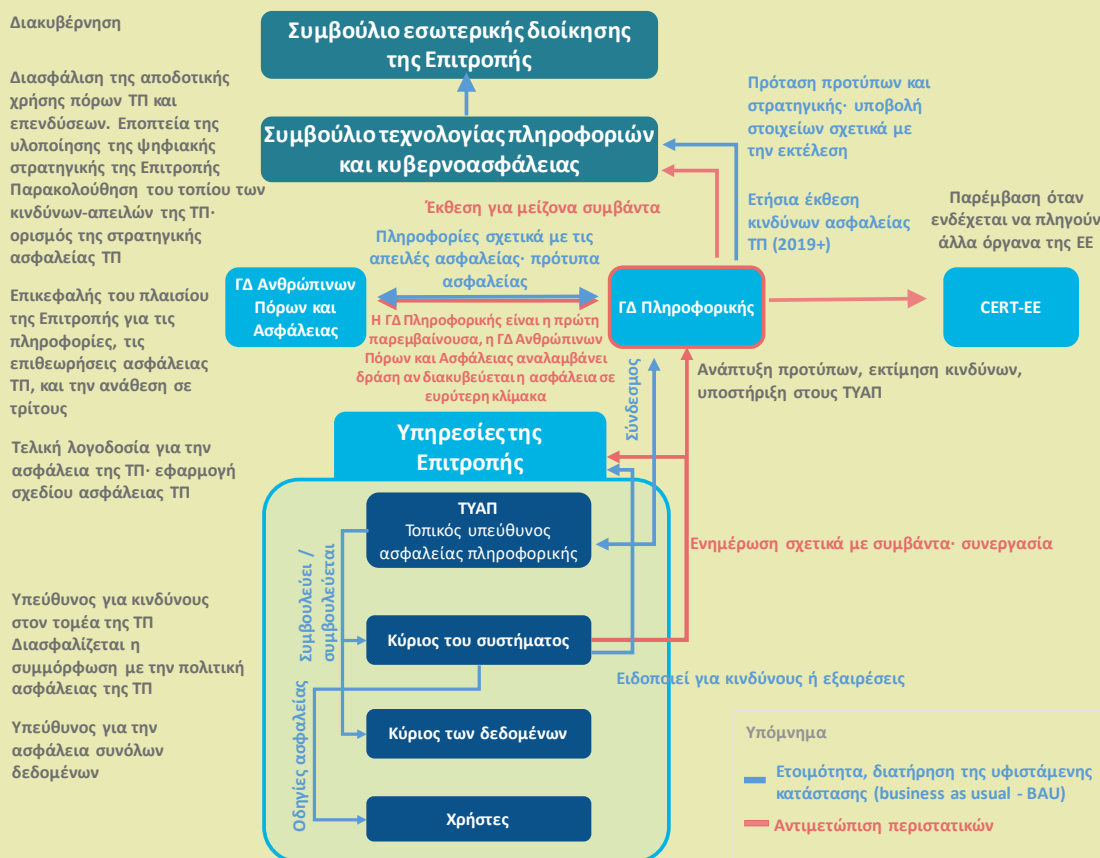 Διακυβέρνηση
Διασφάλιση της αποδοτικής
χρήσης πόρων ΤΠ και
επενδύσεων. Εποπτεία της
υλοποίησης της ψηφιακής
στρατηγικής της Επιτροπής
Παρακολούθηση του τοπίου των
κινδύνων-απειλών της ΤΠ·
ορισμός της στρατηγικής
ασφαλείας ΤΠ
Επικεφαλής του πλαισίου
της Επιτροπής για τις
πληροφορίες, τις
επιθεωρήσεις ασφάλειας
ΤΠ, και την ανάθεση σε
τρίτους
Τελική λογοδοσία για την
ασφάλεια της ΤΠ· εφαρμογή
σχεδίου ασφάλειας ΤΠ
Υπεύθυνος για κινδύνους
στον τομέα της ΤΠ
Διασφαλίζεται η
συμμόρφωση με την πολιτική
ασφάλειας της ΤΠ
Υπεύθυνος για την
ασφάλεια συνόλων
δεδομένων
Συμβούλιο εσωτερικής διοίκησης
της Επιτροπής
Συμβούλιο τεχνολογίας πληροφοριών
και κυβερνοασφάλειας
Πρόταση προτύπων και
στρατηγικής· υποβολή
στοιχείων σχετικά με
την εκτέλεση
Έκθεση για μείζονα συμβάντα
Ετήσια έκθεση
κινδύνων ασφαλείας
ΤΠ (2019+)
Παρέμβαση όταν
ενδέχεται να πληγούν
άλλα όργανα της ΕΕ
Πληροφορίες σχετικά με τις
απειλές ασφαλείας· πρότυπα
ασφαλείας
ΓΔ Ανθρώπινων
Πόρων και
Ασφάλειας
ΓΔ Πληροφορικής
CERT-ΕΕ
Η ΓΔ Πληροφορικής είναι η πρώτη
παρεμβαίνουσα, η ΓΔ Ανθρώπινων
Πόρων και Ασφάλειας αναλαμβάνει
δράση αν διακυβεύεται η ασφάλεια σε
ευρύτερη κλίμακα
Σύνδεσμος
Ανάπτυξη προτύπων, εκτίμηση κινδύνων,
υποστήριξη στους ΤΥΑΠ
Υπηρεσίες της
Επιτροπής
ΤΥΑΠ
Τοπικός υπεύθυνος
ασφαλείας πληροφορικής
Συμβουλεύει /
συμβουλεύεται
Ενημέρωση σχετικά με συμβάντα· συνεργασία
Κύριος του συστήματος
Ειδοποιεί για κινδύνους ή εξαιρέσεις
Οδηγίες ασφαλείας
Κύριος των δεδομένων
Χρήστες
Υπόμνημα
Ετοιμότητα, διατήρηση της υφιστάμενης
κατάστασης (business as usual - BAU)
Αντιμετώπιση περιστατικών